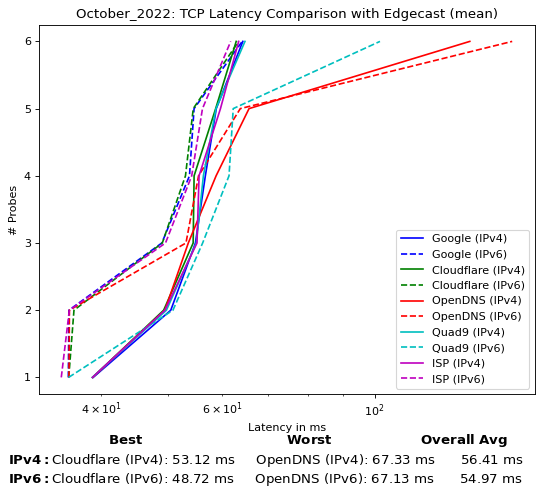 October_2022: TCP Latency Comparison with Edgecast (mean)
# Probes
6
5
4
3
2
1
Google (IPv4)
Google (IPv6)
Cloudflare (IPv4)
Cloudflare (IPv6)
OpenDNS (IPv4)
OpenDNS (IPv6)
Quad9 (IPv4)
Quad9 (IPv6)
ISP (IPv4)
ISP (IPv6)
4 × 10¹ 6 × 10¹ 10²
Latency in ms
Best Worst Overall Avg
IPv4: Cloudflare (IPv4): 53.12 ms OpenDNS (IPv4): 67.33 ms 56.41 ms
IPv6: Cloudflare (IPv6): 48.72 ms OpenDNS (IPv6): 67.13 ms 54.97 ms